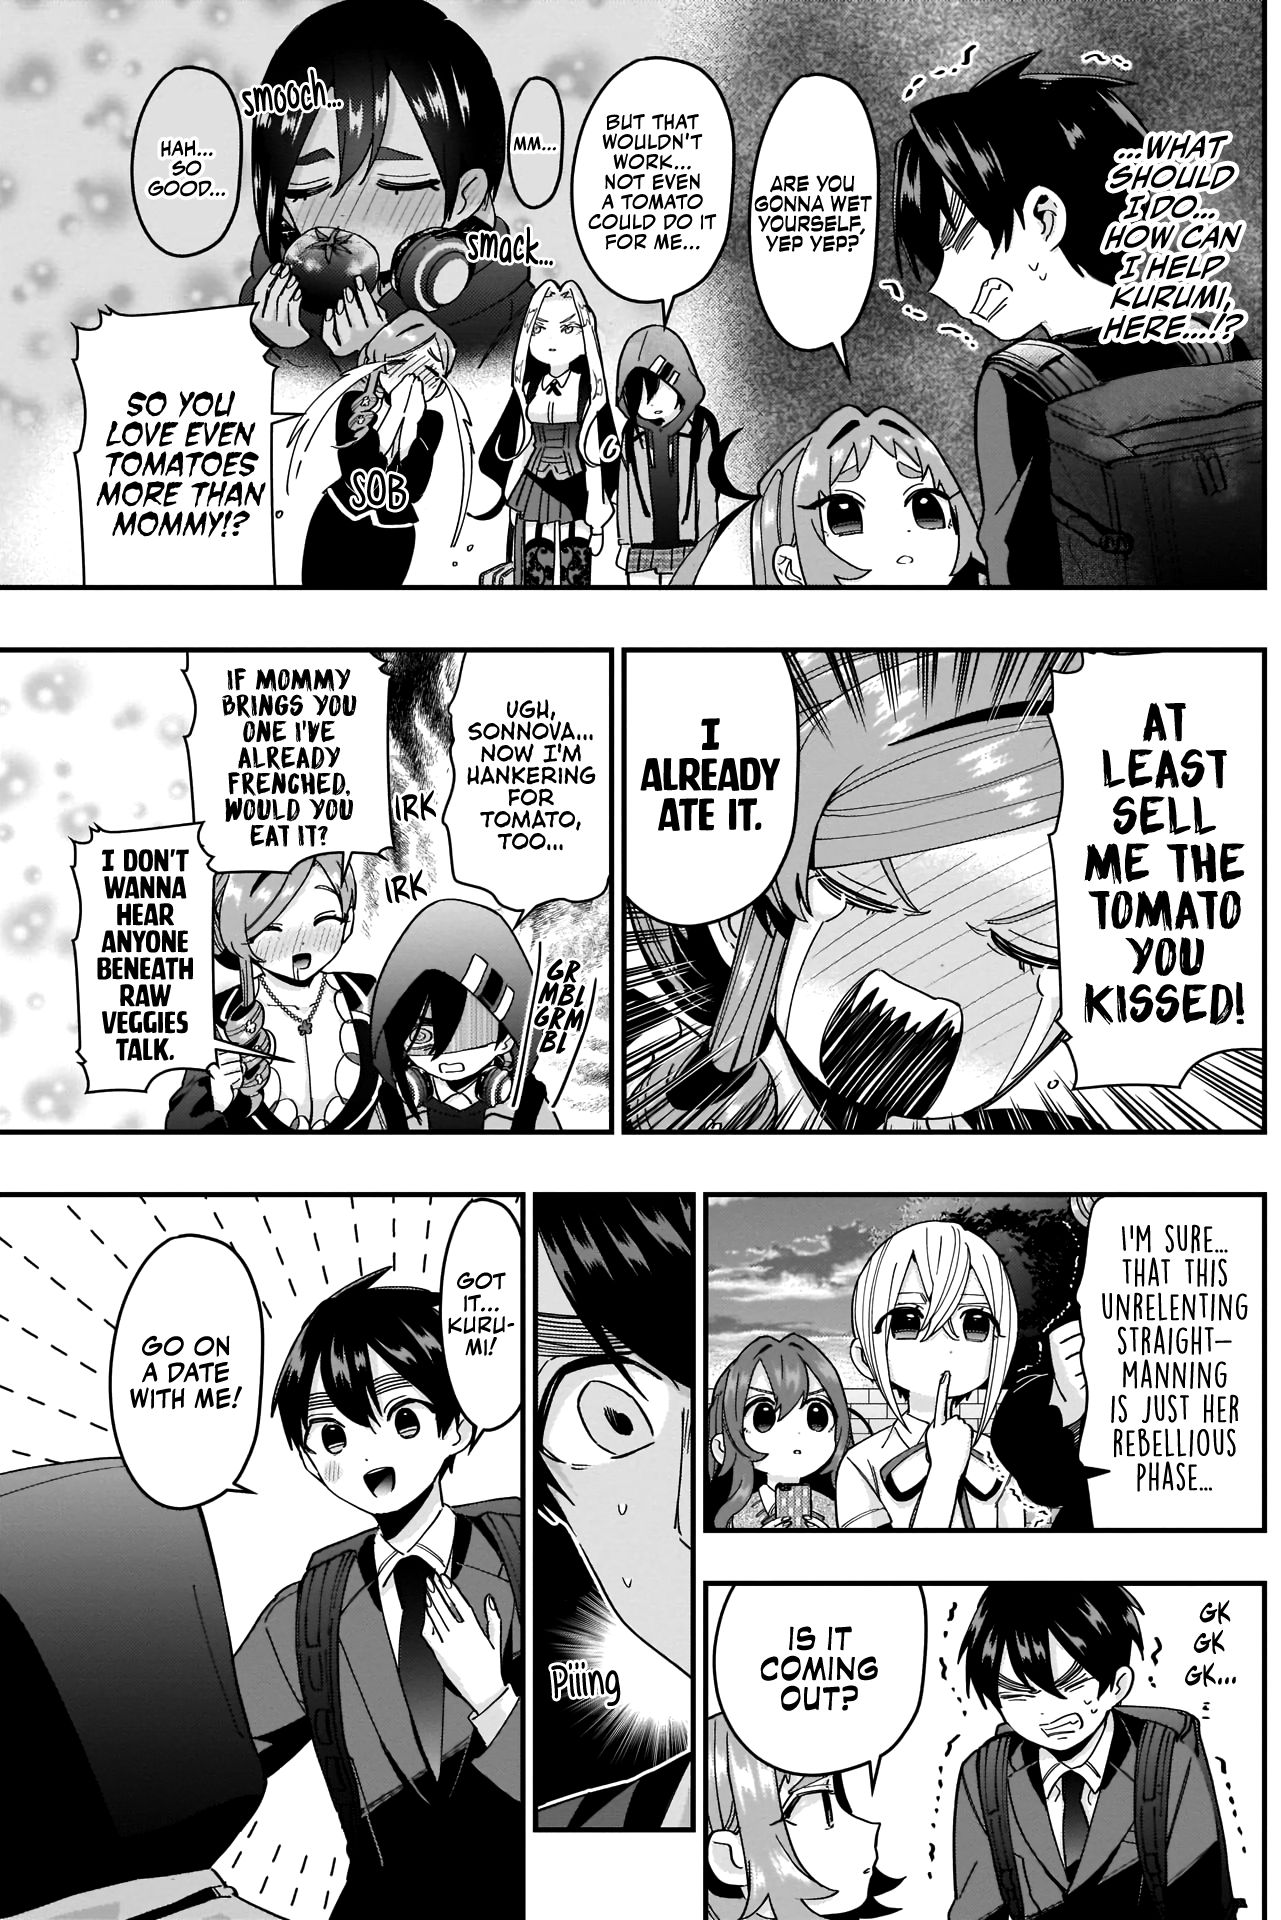 ...WHAT
SHOULD
I DO...
HOW CAN
I HELP
KURUMI,
HERE...!?
ARE YOU
GONNA WET
YOURSELF,
YEP YEP?
BUT THAT
WOULDN'T
WORK...
NOT EVEN
A TOMATO
COULD DO IT
FOR ME...
MM...
smack...
smooch...
HAH...
SO
GOOD...
SO YOU
LOVE EVEN
TOMATOES
MORE THAN
MOMMY!?
SOB
AT
LEAST
SELL
ME THE
TOMATO
YOU
KISSED!
I
ALREADY
ATE IT.
UGH,
SONNOVA...
NOW I'M
HANKERING
FOR
TOMATO,
TOO...
GR
MBL
GRM
BL
IRK
IRK
IF MOMMY
BRINGS YOU
ONE I'VE
ALREADY
FRENCHED,
WOULD YOU
EAT IT?
I DON'T
WANNA
HEAR
ANYONE
BENEATH
RAW
VEGGIES
TALK.
I'M SURE...
THAT THIS
UNRELENTING
STRAIGHT-
MANNING
IS JUST HER
REBELLIOUS
PHASE...
GK
GK
GK...
IS IT
COMING
OUT?
Piiing
GOT
IT...
KURU-
MI!
GO ON
A DATE
WITH ME!